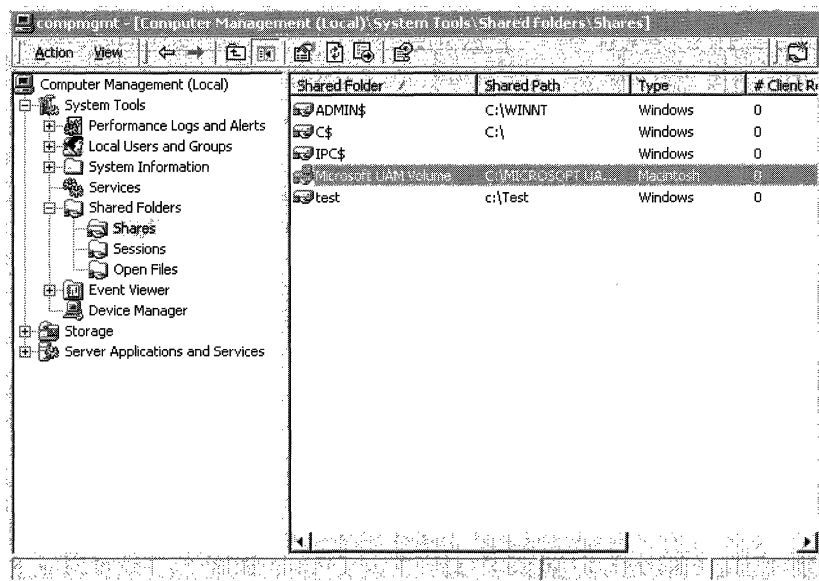 compmgmt - [Computer Management (Local)\System Tools\Shared Folders\Shares]
Action View
Computer Management (Local)
System Tools
Performance Logs and Alerts
Local Users and Groups
System Information
Services
Shared Folders
Shares
Sessions
Open Files
Event Viewer
Device Manager
Storage
Server Applications and Services
Shared Folder Shared Path Type # Client Re
ADMIN$ C:\WINNT Windows 0
C$ C:\ Windows 0
IPC$ Windows 0
Microsoft UAM Volume C:\MICROSOFT UA... Macintosh 0
test c:\Test Windows 0